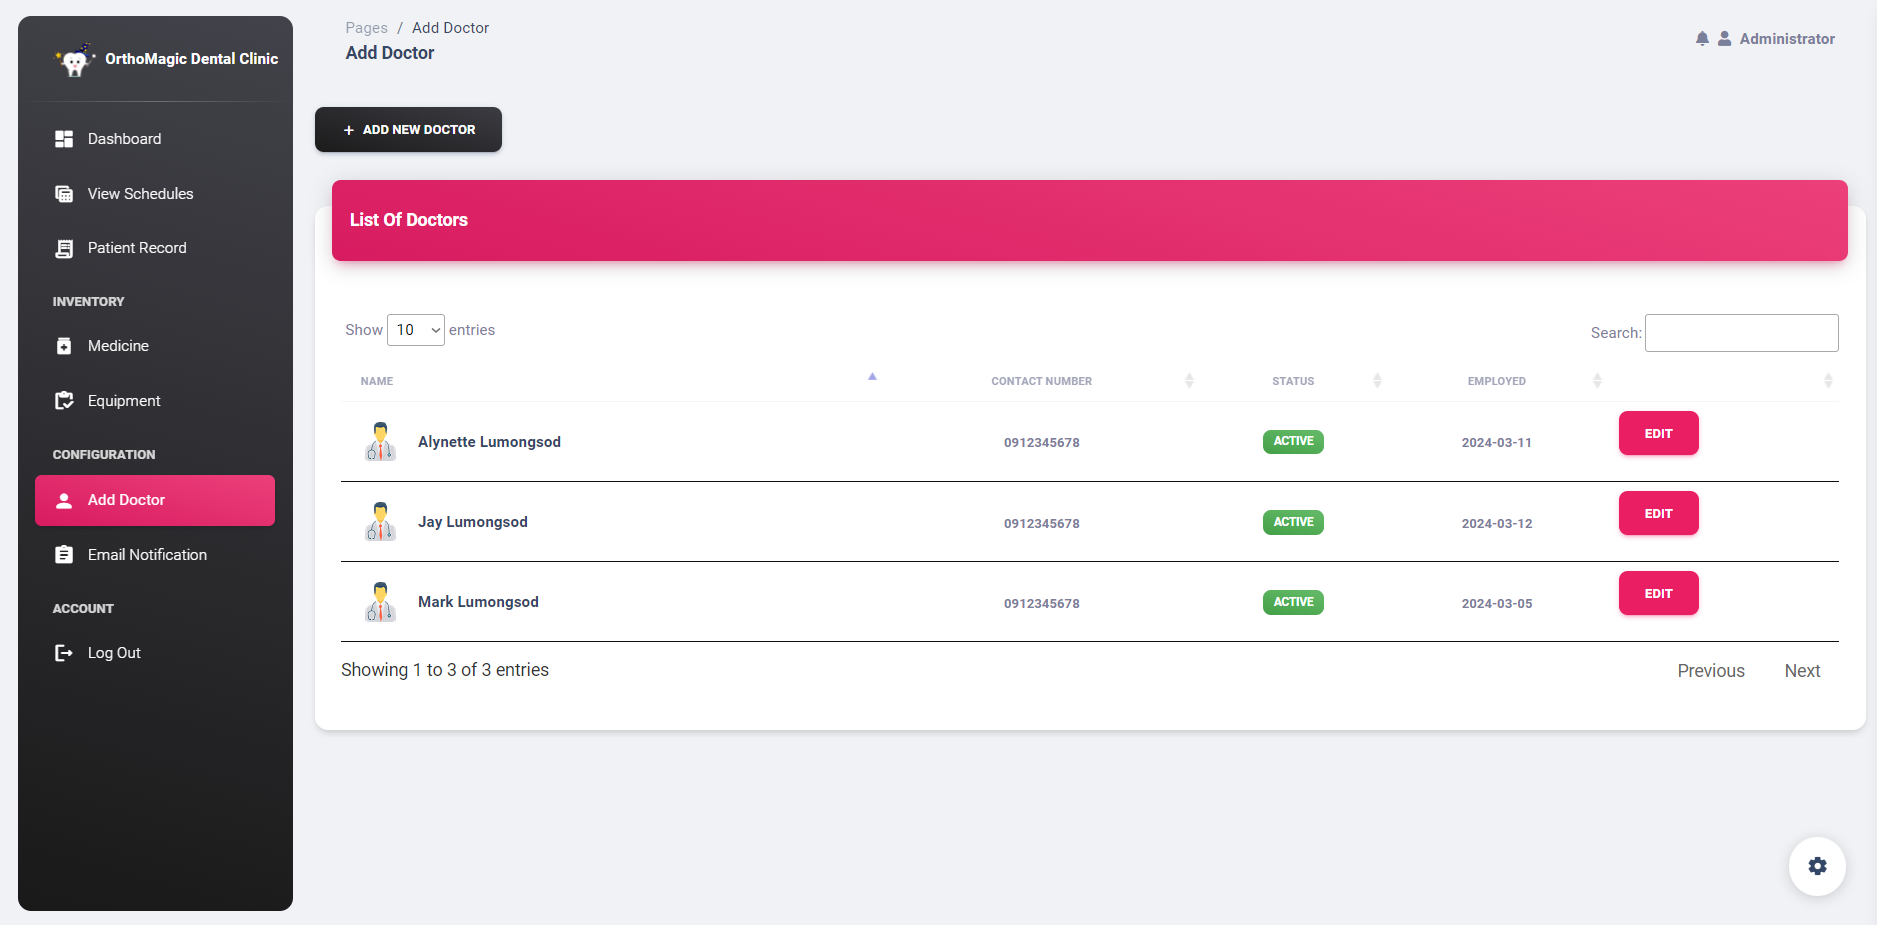 OrthoMagic Dental Clinic
Dashboard
View Schedules
Patient Record
INVENTORY
Medicine
Equipment
CONFIGURATION
Add Doctor
Email Notification
ACCOUNT
Log Out
Pages / Add Doctor
Add Doctor
Administrator
+ ADD NEW DOCTOR
List Of Doctors
Show 10 entries
Search:
NAME CONTACT NUMBER STATUS EMPLOYED
Alynette Lumongsod 0912345678 ACTIVE 2024-03-11 EDIT
Jay Lumongsod 0912345678 ACTIVE 2024-03-12 EDIT
Mark Lumongsod 0912345678 ACTIVE 2024-03-05 EDIT
Showing 1 to 3 of 3 entries
Previous Next